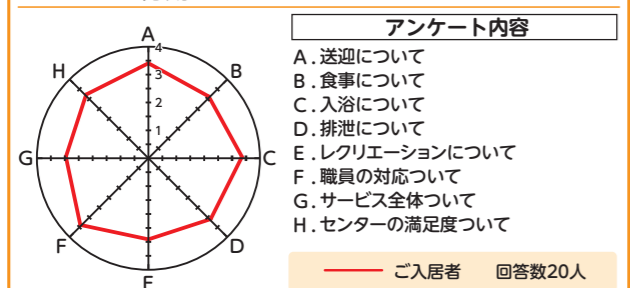 アンケート内容
A.送迎について
B.食事について
C.入浴について
D.排泄について
E.レクリエーションについて
F.職員の対応ついて
G.サービス全体ついて
H.センターの満足度ついて
ご入居者 回答数20人
A
B
C
D
E
F
G
H
4
3
2
1